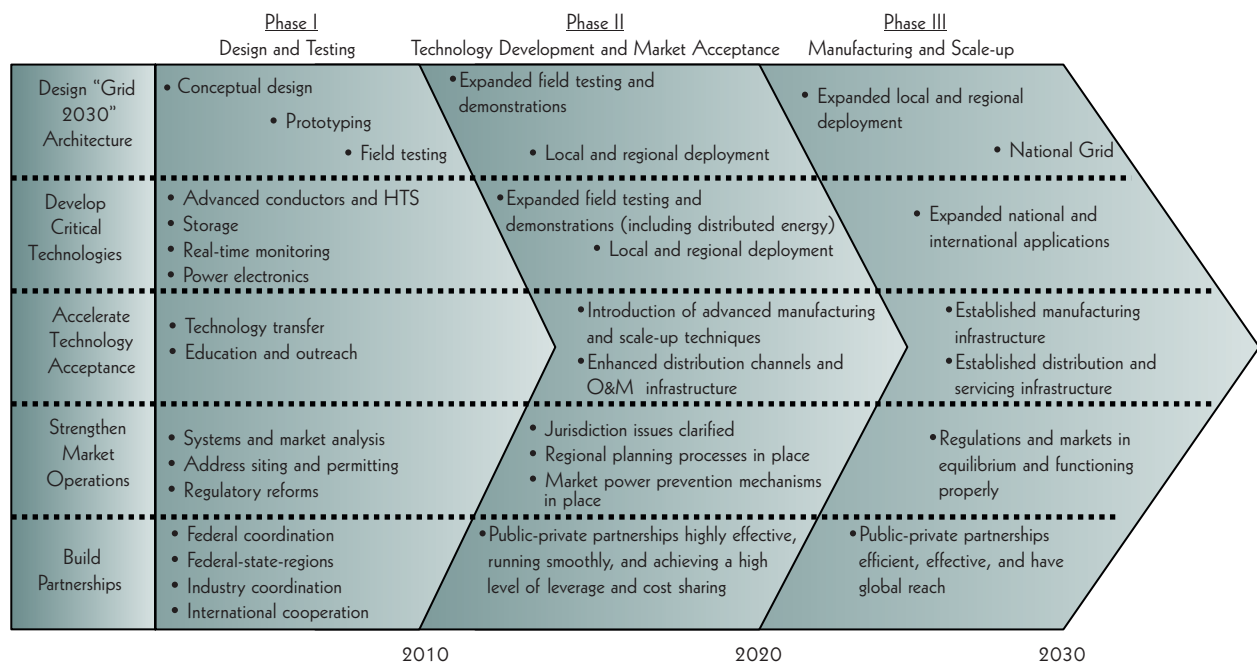 Phase I
Design and Testing
Phase II
Technology Development and Market Acceptance
Phase III
Manufacturing and Scale-up
Design “Grid
2030”
Architecture
• Conceptual design
• Prototyping
• Field testing
• Expanded field testing and
demonstrations
• Local and regional deployment
• Expanded local and regional
deployment
• National Grid
Develop
Critical
Technologies
• Advanced conductors and HTS
• Storage
• Real-time monitoring
• Power electronics
• Expanded field testing and
demonstrations (including distributed energy)
• Local and regional deployment
• Expanded national and
international applications
Accelerate
Technology
Acceptance
• Technology transfer
• Education and outreach
• Introduction of advanced manufacturing
and scale-up techniques
• Enhanced distribution channels and
O&M infrastructure
• Established manufacturing
infrastructure
• Established distribution and
servicing infrastructure
Strengthen
Market
Operations
• Systems and market analysis
• Address siting and permitting
• Regulatory reforms
• Jurisdiction issues clarified
• Regional planning processes in place
• Market power prevention mechanisms
in place
• Regulations and markets in
equilibrium and functioning
properly
Build
Partnerships
• Federal coordination
• Federal-state-regions
• Industry coordination
• International cooperation
• Public-private partnerships highly effective,
running smoothly, and achieving a high
level of leverage and cost sharing
• Public-private partnerships
efficient, effective, and have
global reach
2010
2020
2030